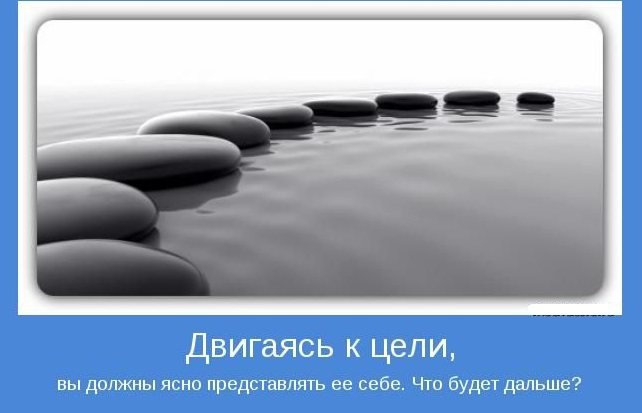 Двигаясь к цели,
вы должны ясно представлять ее себе. Что будет дальше?